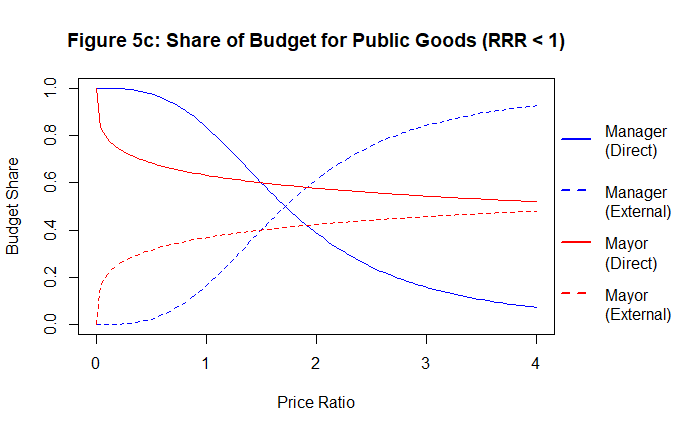 Figure 5c: Share of Budget for Public Goods (RRR < 1)
Budget Share
1.0
0.8
0.6
0.4
0.2
0.0
0
1
2
3
4
Price Ratio
Manager
(Direct)
Manager
(External)
Mayor
(Direct)
Mayor
(External)